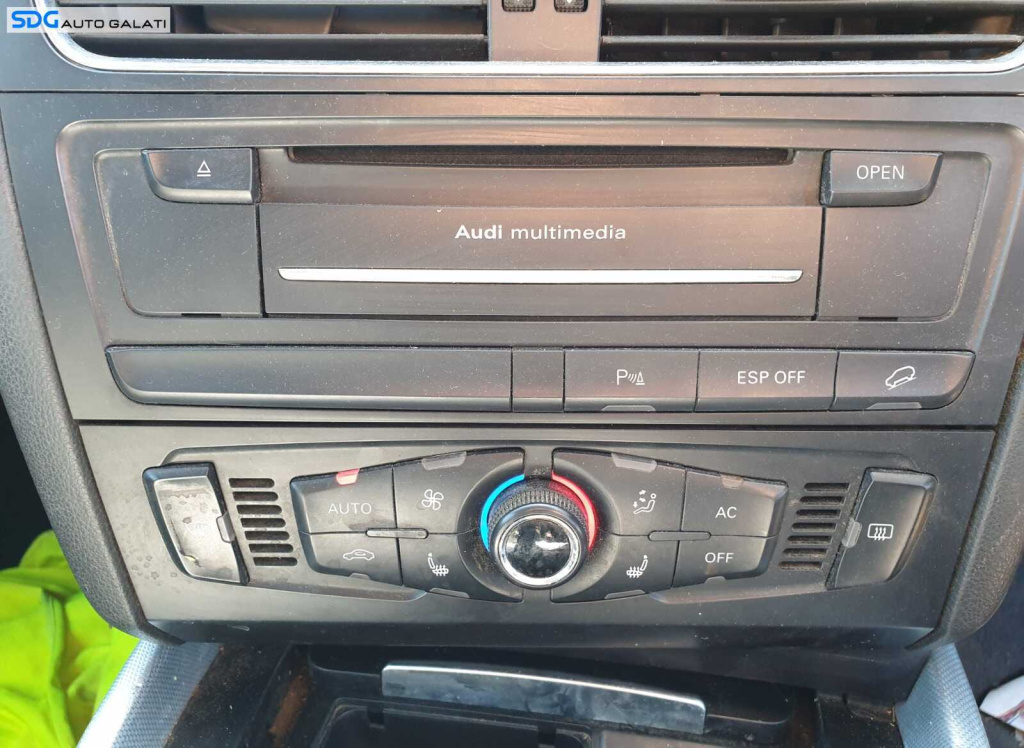 SDG AUTO GALATI
OPEN
Audi multimedia
P
ESP OFF
AUTO
AC
OFF